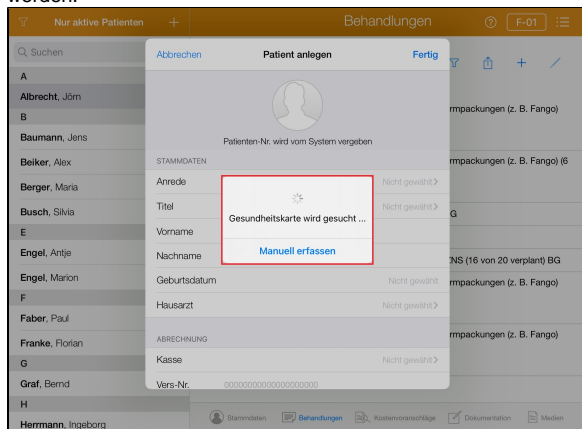 Nur aktive Patienten
Behandlungen
F-01
Suchen
A
Albrecht, Jörn
B
Baumann, Jens
Beiker, Alex
Berger, Maria
Busch, Silvia
E
Engel, Antje
Engel, Marion
F
Faber, Paul
Franke, Florian
G
Graf, Bernd
H
Herrmann, Ingeborg
Abbrechen
Patient anlegen
Fertig
Patienten-Nr. wird vom System vergeben
STAMMDATEN
Anrede
Nicht gewählt
Titel
Nicht gewählt
Vorname
Nachname
Geburtsdatum
Nicht gewählt
Hausarzt
Nicht gewählt
ABRECHNUNG
Kasse
Nicht gewählt
Vers-Nr.
Gesundheitskarte wird gesucht ...
Manuell erfassen
rmpackungen (z. B. Fango)
rmpackungen (z. B. Fango) (6
G
NS (16 von 20 verplant) BG
rmpackungen (z. B. Fango)
rmpackungen (z. B. Fango)
Stammdaten
Behandlungen
Kostenvoranschläge
Dokumentation
Medien